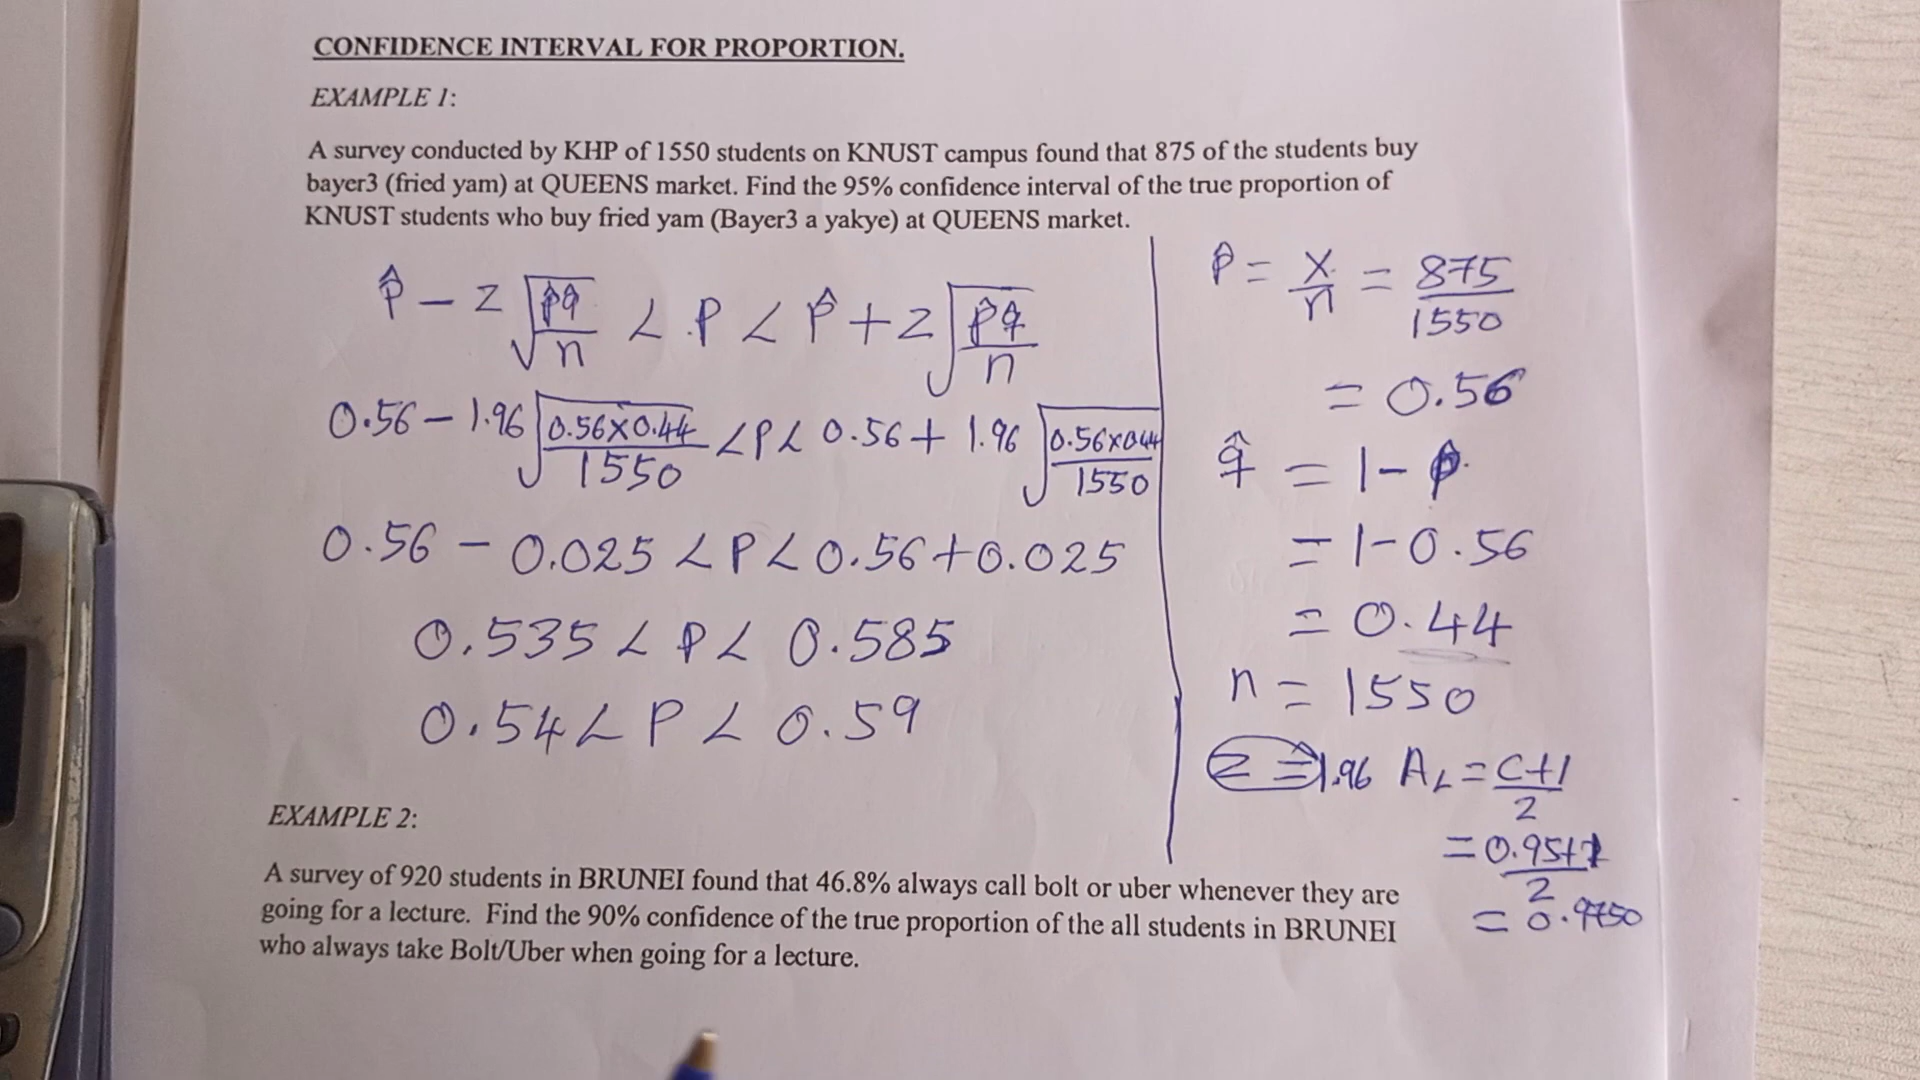 CONFIDENCE INTERVAL FOR PROPORTION.
EXAMPLE 1:
A survey conducted by KHP of 1550 students on KNUST campus found that 875 of the students buy
bayer3 (fried yam) at QUEENS market. Find the 95% confidence interval of the true proportion of
KNUST students who buy fried yam (Bayer3 a yakye) at QUEENS market.
p̂ − z √(p̂q̂/n) < p < p̂ + z √(p̂q̂/n)
0.56 − 1.96 √(0.56×0.44/1550) < p < 0.56 + 1.96 √(0.56×0.44/1550)
0.56 − 0.025 < p < 0.56 + 0.025
0.535 < p < 0.585
0.54 < p < 0.59
p̂ = x/n = 875/1550
= 0.56
q̂ = 1 − p̂
= 1 − 0.56
= 0.44
n = 1550
z = 1.96 A_L = C+1/2
= 0.95+1/2
= 0.9750
EXAMPLE 2:
A survey of 920 students in BRUNEI found that 46.8% always call bolt or uber whenever they are
going for a lecture. Find the 90% confidence of the true proportion of the all students in BRUNEI
who always take Bolt/Uber when going for a lecture.